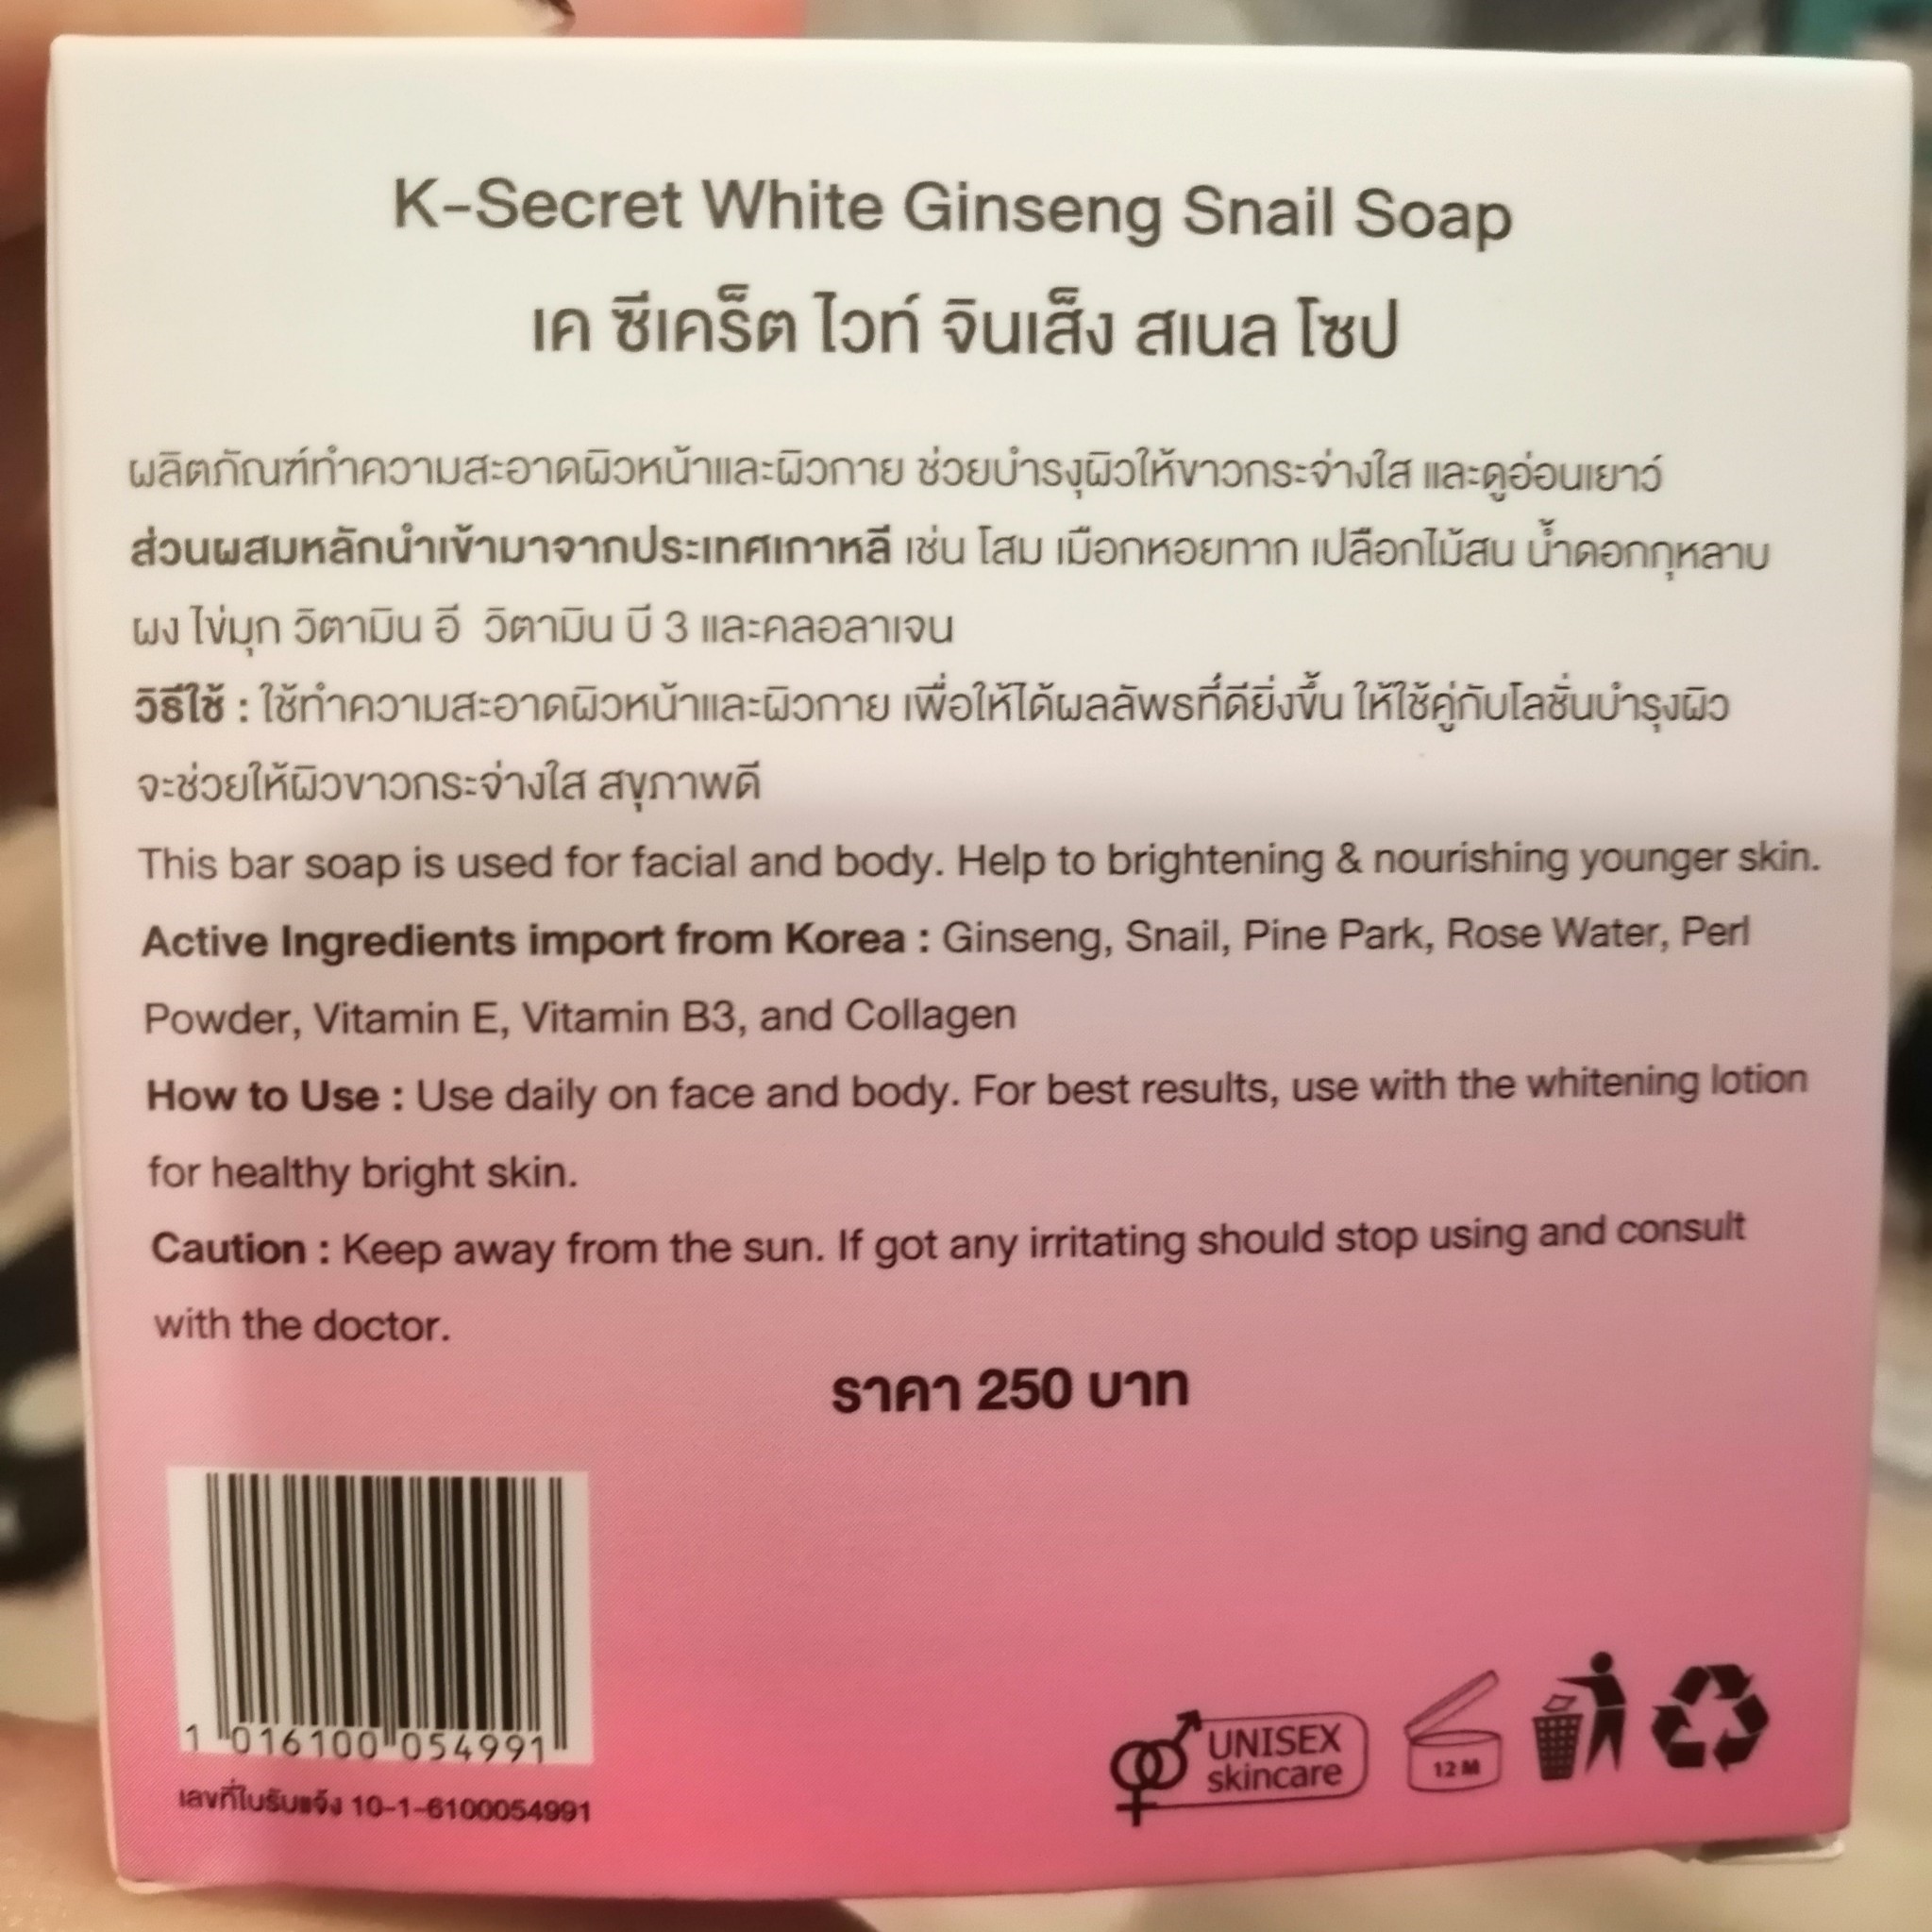 K-Secret White Ginseng Snail Soap
เค ซีเคร็ต ไวท์ จินเส็ง สเนล โซป
ผลิตภัณฑ์ทำความสะอาดผิวหน้าและผิวกาย ช่วยบำรงุผิวให้ขาวกระจ่างใส และดูอ่อนเยาว์
ส่วนผสมหลักนำเข้ามาจากประเทศเกาหลี เช่น โสม เมือกหอยทาก เปลือกไม้สน น้ำดอกกุหลาบ
ผง ไข่มุก วิตามิน อี วิตามิน บี 3 และคลอลาเจน
วิธีใช้ : ใช้ทำความสะอาดผิวหน้าและผิวกาย เพื่อให้ได้ผลลัพธที่ดียิ่งขึ้น ให้ใช้คู่กับโลชั่นบำรุงผิว
จะช่วยให้ผิวขาวกระจ่างใส สขุภาพดี
This bar soap is used for facial and body. Help to brightening & nourishing younger skin.
Active Ingredients import from Korea : Ginseng, Snail, Pine Park, Rose Water, Perl
Powder, Vitamin E, Vitamin B3, and Collagen
How to Use : Use daily on face and body. For best results, use with the whitening lotion
for healthy bright skin.
Caution : Keep away from the sun. If got any irritating should stop using and consult
with the doctor.
ราคา 250 บาท
1 016100 054991
เลขที่ใบรับแจ้ง 10-1-6100054991
UNISEX
skincare
12 M